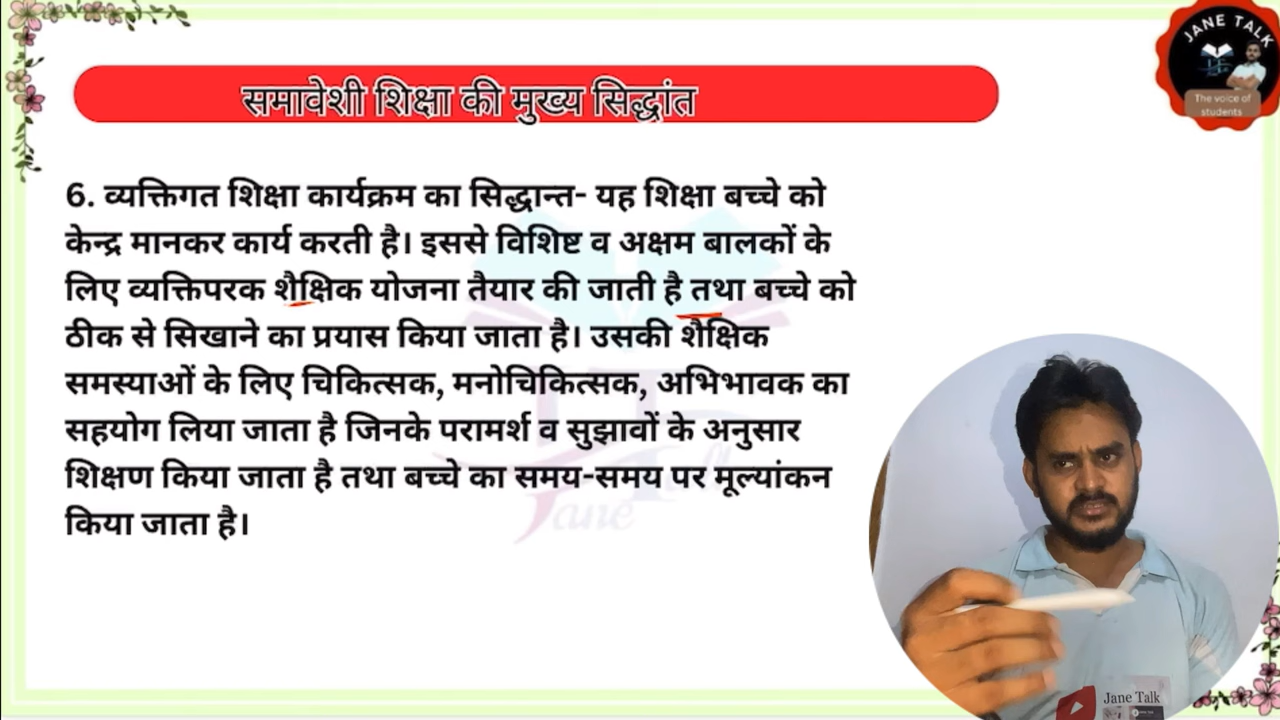 JANE TALK
The voice of
students
समावेशी शिक्षा की मुख्य सिद्धांत
6. व्यक्तिगत शिक्षा कार्यक्रम का सिद्धान्त- यह शिक्षा बच्चे को
केन्द्र मानकर कार्य करती है। इससे विशिष्ट व अक्षम बालकों के
लिए व्यक्तिपरक शैक्षिक योजना तैयार की जाती है तथा बच्चे को
ठीक से सिखाने का प्रयास किया जाता है। उसकी शैक्षिक
समस्याओं के लिए चिकित्सक, मनोचिकित्सक, अभिभावक का
सहयोग लिया जाता है जिनके परामर्श व सुझावों के अनुसार
शिक्षण किया जाता है तथा बच्चे का समय-समय पर मूल्यांकन
किया जाता है।
Jane
Jane Talk